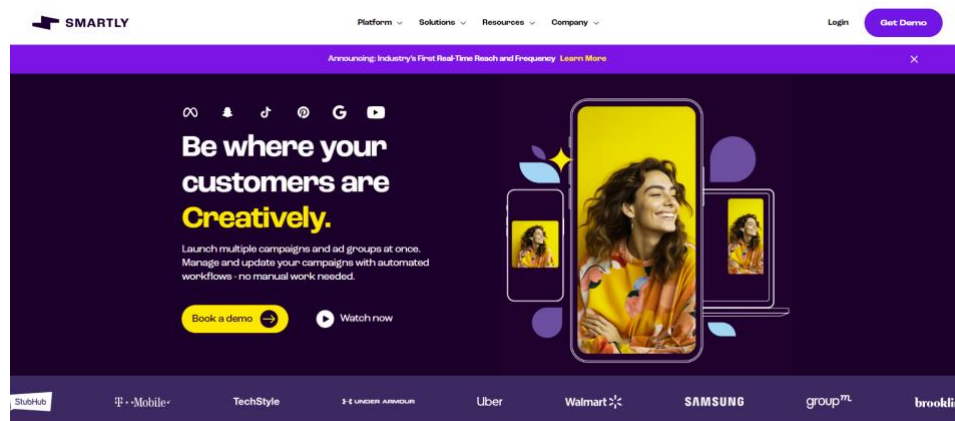 SMARTLY
Platform Solutions Resources Company
Login
Get Demo
Announcing: Industry's First Real-Time Reach and Frequency Learn More
Be where your
customers are
Creatively.
Launch multiple campaigns and ad groups at once.
Manage and update your campaigns with automated
workflows - no manual work needed.
Book a demo
Watch now
StubHub
T··Mobile·
TechStyle
UNDER ARMOUR
Uber
Walmart
SAMSUNG
groupm
brookli